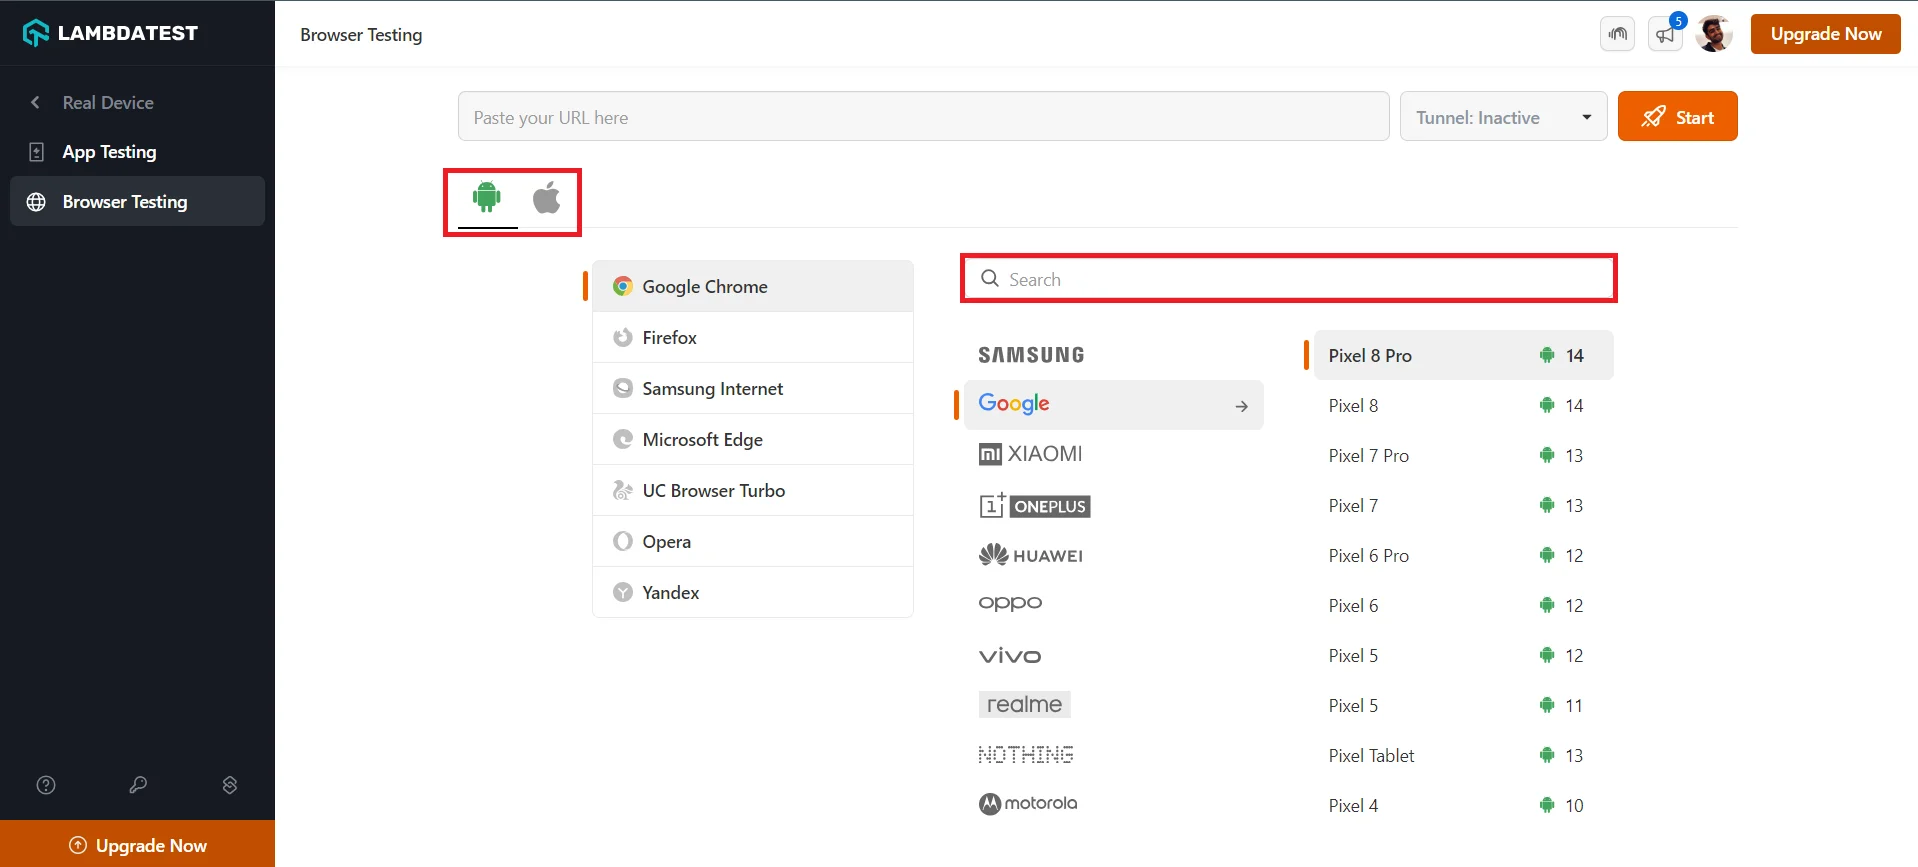 LAMBDATEST
Browser Testing
5
Upgrade Now
Real Device
App Testing
Browser Testing
Paste your URL here
Tunnel: Inactive
Start
Search
Google Chrome
Firefox
Samsung Internet
Microsoft Edge
UC Browser Turbo
Opera
Yandex
SAMSUNG
Google
mi XIAOMI
1+ ONEPLUS
HUAWEI
oppo
vivo
realme
NOTHING
motorola
Pixel 8 Pro 14
Pixel 8 14
Pixel 7 Pro 13
Pixel 7 13
Pixel 6 Pro 12
Pixel 6 12
Pixel 5 12
Pixel 5 11
Pixel Tablet 13
Pixel 4 10
Upgrade Now